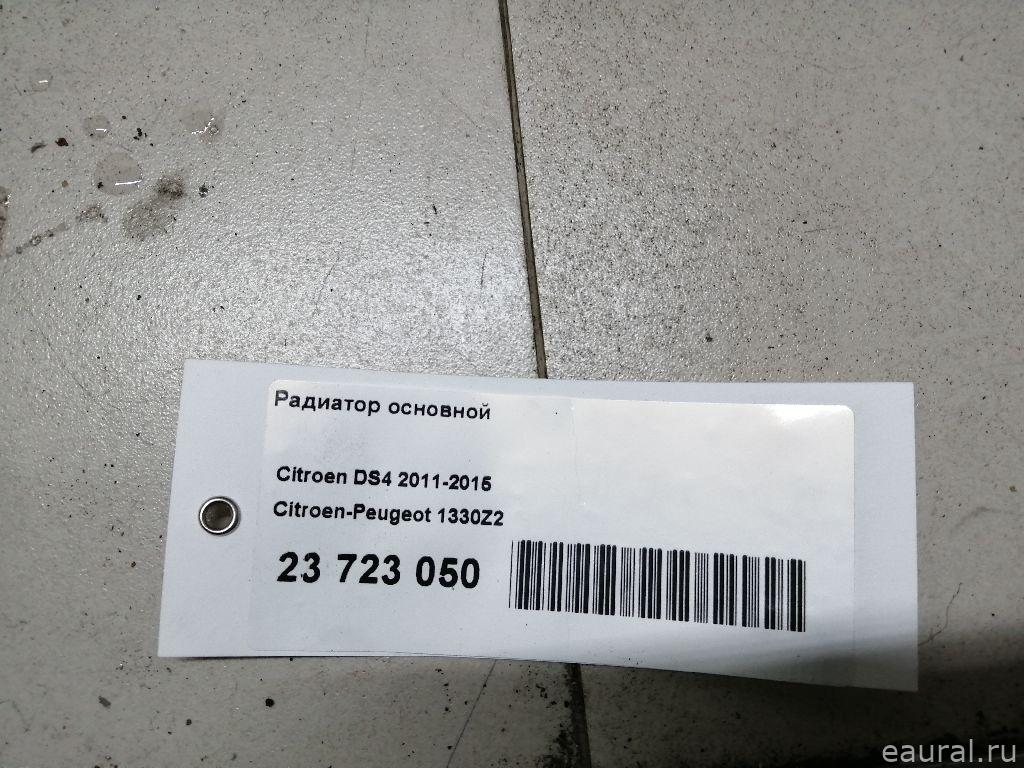 Радиатор основной
Citroen DS4 2011-2015
Citroen-Peugeot 1330Z2
23 723 050
eaural.ru